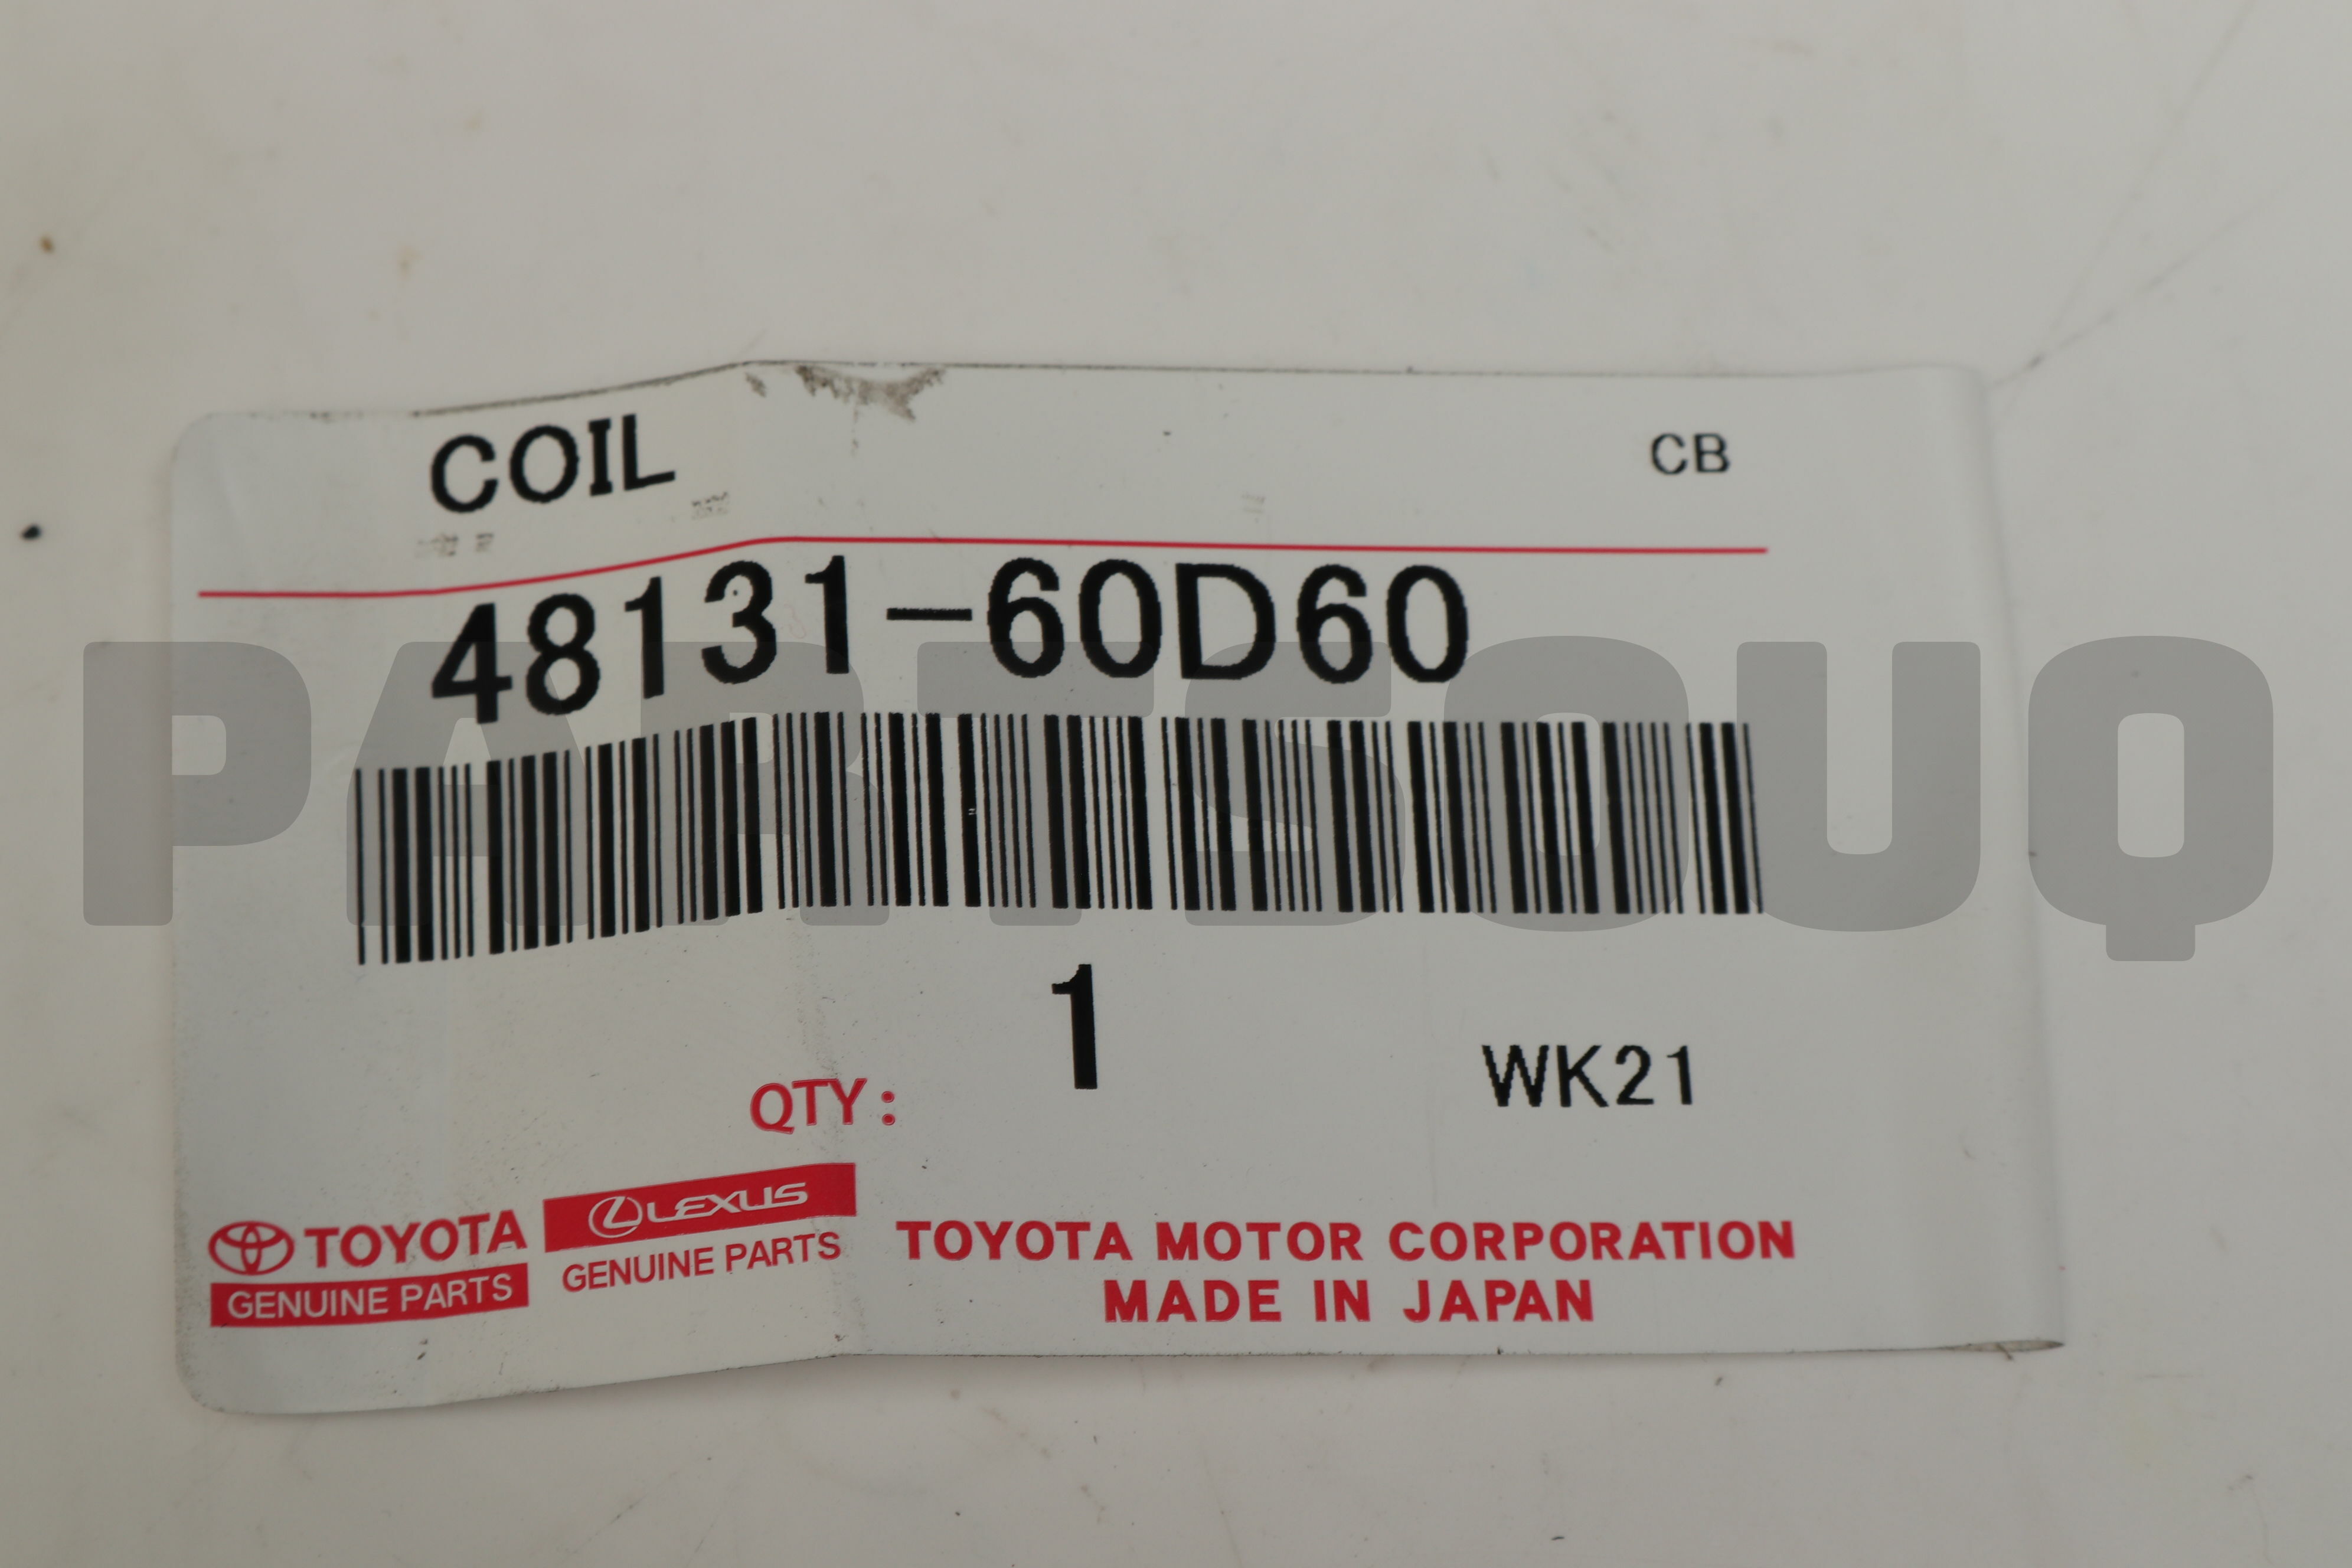 COIL
CB
48131-60D60
PARTSOUQ
1
QTY:
WK21
TOYOTA
GENUINE PARTS
LEXUS
GENUINE PARTS
TOYOTA MOTOR CORPORATION
MADE IN JAPAN